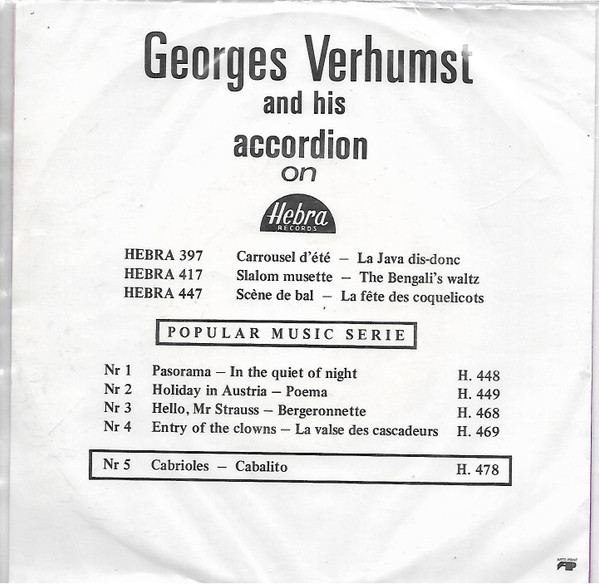 Georges Verhumst
and his
accordion
on
Hebra
RECORDS
HEBRA 397 Carrousel d'été – La Java dis-donc
HEBRA 417 Slalom musette – The Bengali's waltz
HEBRA 447 Scène de bal – La fête des coquelicots
POPULAR MUSIC SERIE
Nr 1 Pasorama – In the quiet of night H. 448
Nr 2 Holiday in Austria – Poema H. 449
Nr 3 Hello, Mr Strauss – Bergeronnette H. 468
Nr 4 Entry of the clowns – La valse des cascadeurs H. 469
Nr 5 Cabrioles – Cabalito H. 478